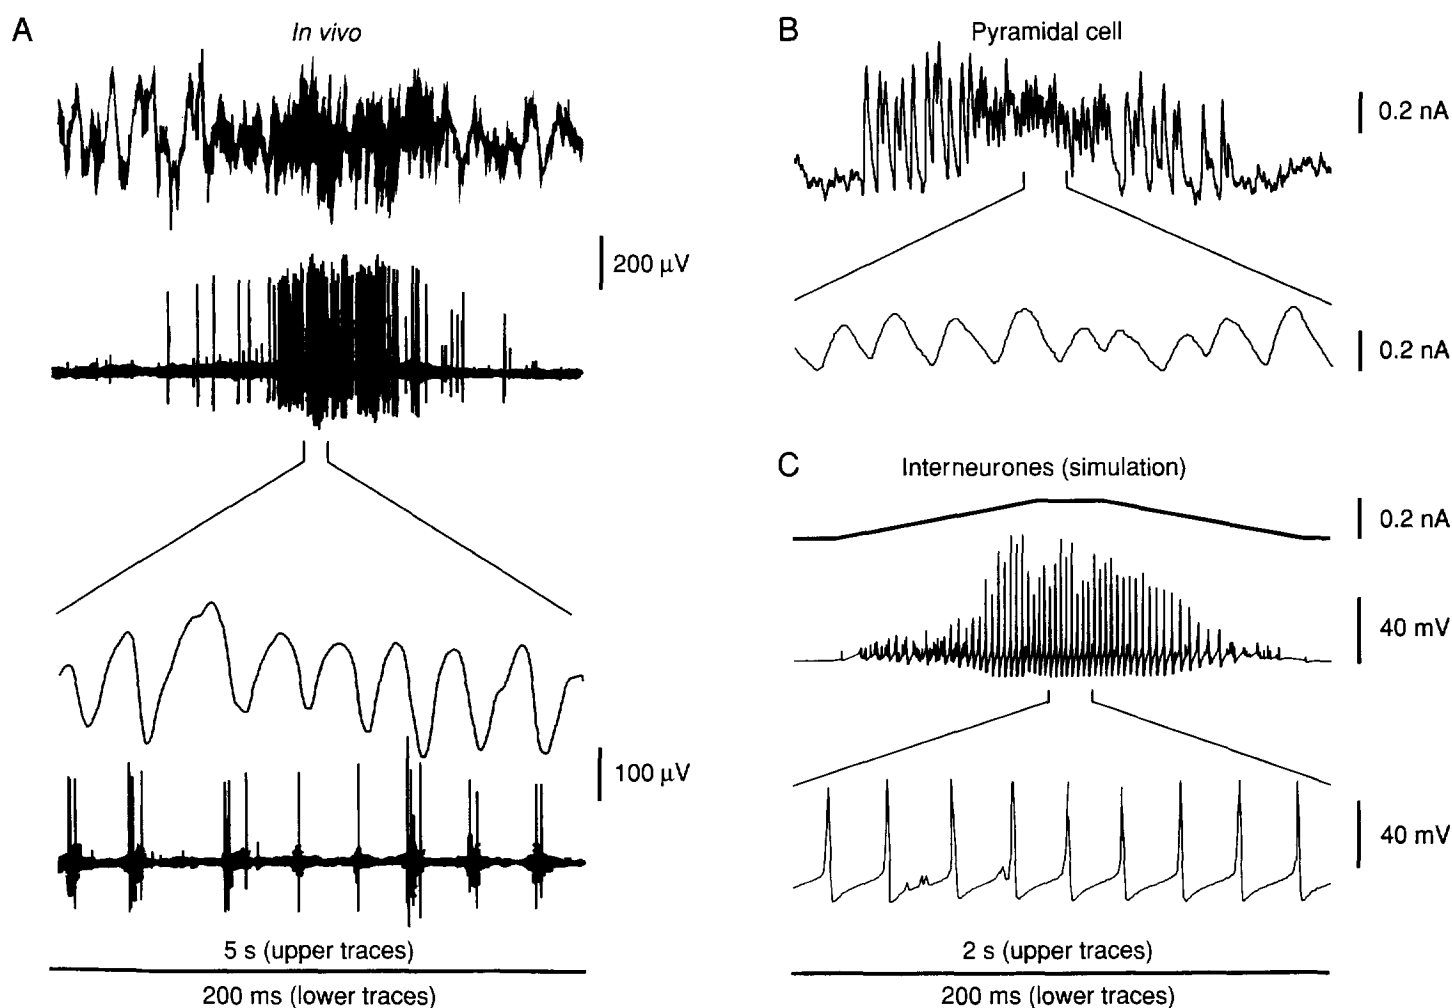 A
In vivo
200 µV
100 µV
5 s (upper traces)
200 ms (lower traces)
B
Pyramidal cell
0.2 nA
0.2 nA
C
Interneurones (simulation)
0.2 nA
40 mV
40 mV
2 s (upper traces)
200 ms (lower traces)